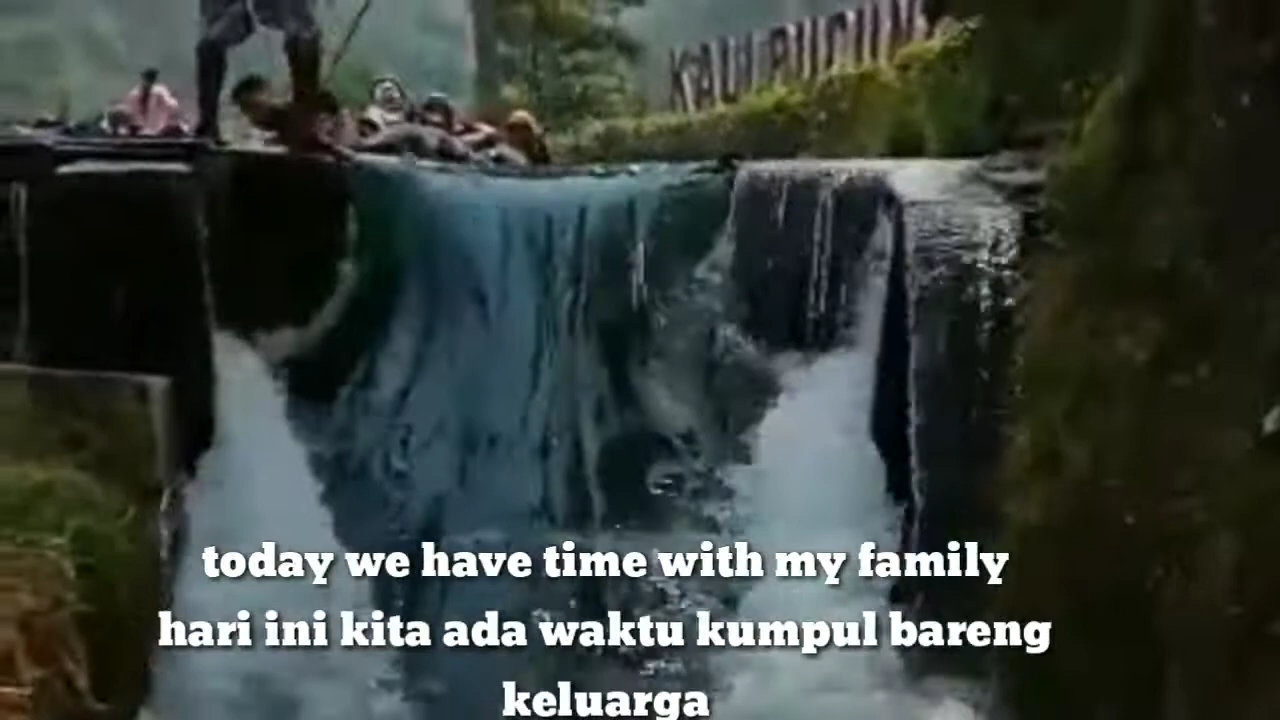 today we have time with my family
hari ini kita ada waktu kumpul bareng
keluarga